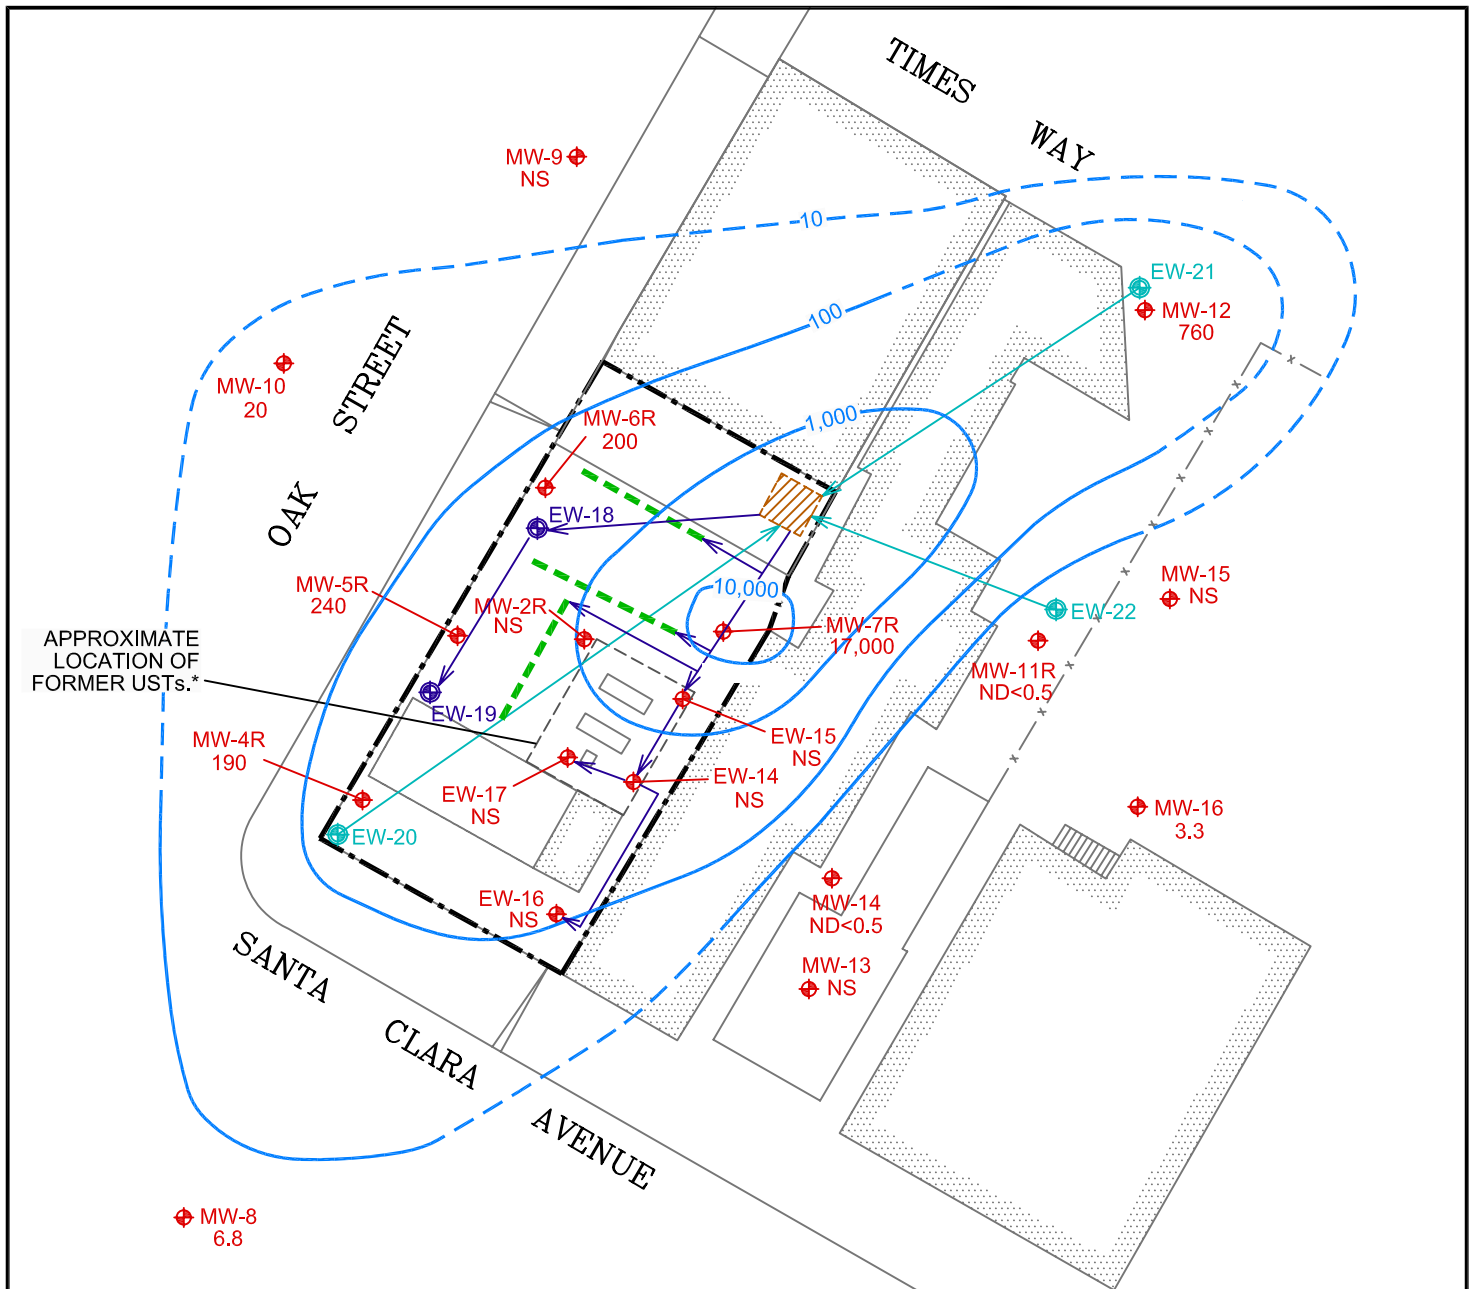 TIMES
WAY
MW-9
NS
10
EW-21
MW-12
760
100
STREET
MW-10
20
MW-6R
200
1,000
OAK
EW-18
MW-5R
240
MW-2R
NS
10,000
MW-7R
17,000
MW-15
NS
EW-22
MW-11R
ND<0.5
APPROXIMATE
LOCATION OF
FORMER USTs.*
EW-19
MW-4R
190
EW-15
NS
EW-14
NS
EW-17
NS
EW-20
MW-16
3.3
EW-16
NS
MW-14
ND<0.5
MW-13
NS
SANTA
CLARA
AVENUE
MW-8
6.8
x
x
x
x
x
x
x
x